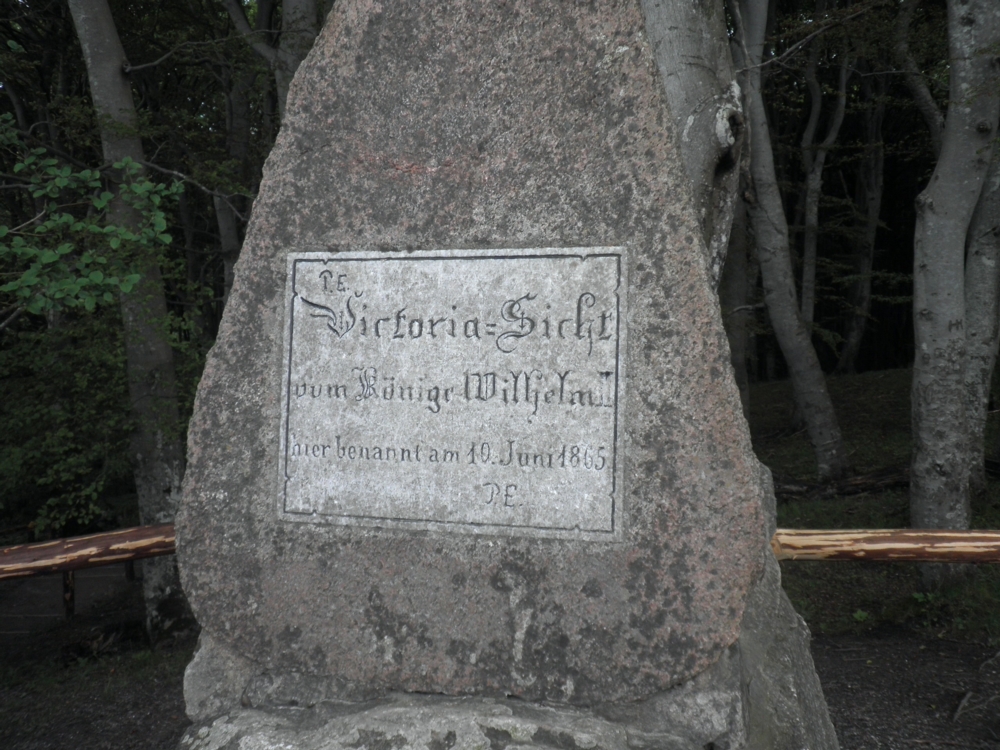 P.E.
Victoria=Sicht
vom Könige Wilhelm I
hier benannt am 10. Juni 1865
P.E.